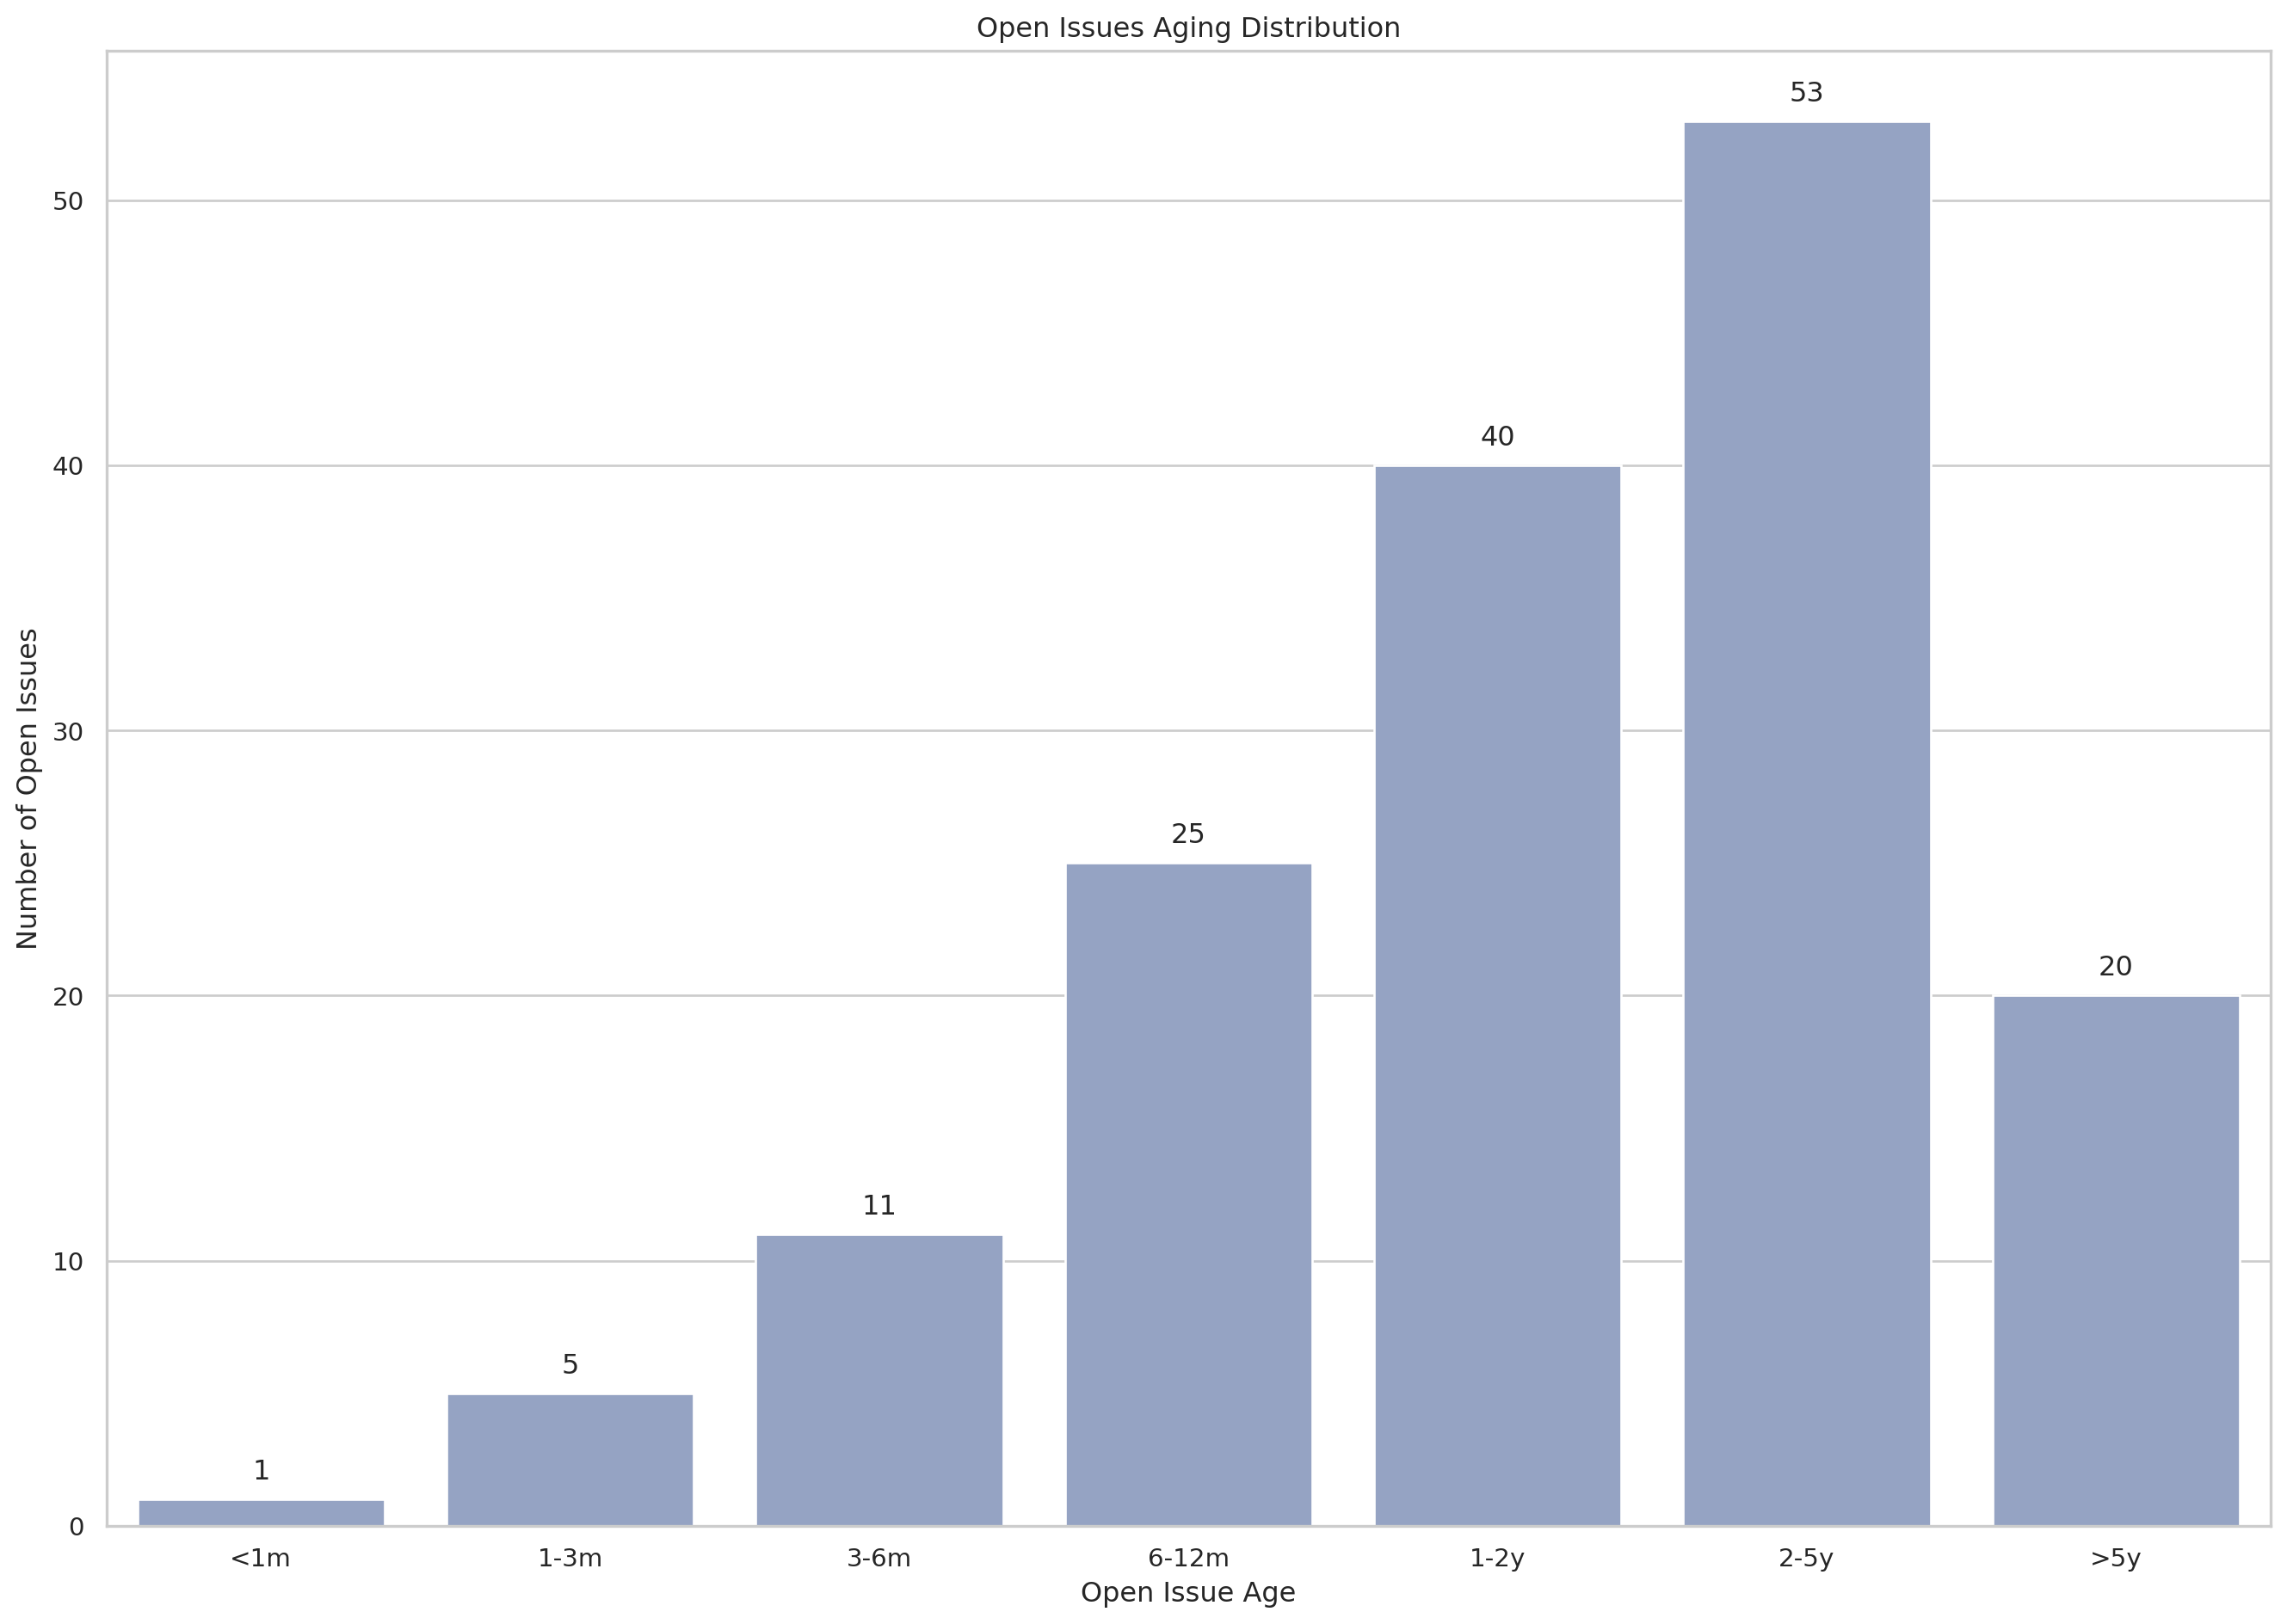 Open Issues Aging Distribution
Number of Open Issues
50
40
30
20
10
0
1
5
11
25
40
53
20
<1m
1-3m
3-6m
6-12m
1-2y
2-5y
>5y
Open Issue Age